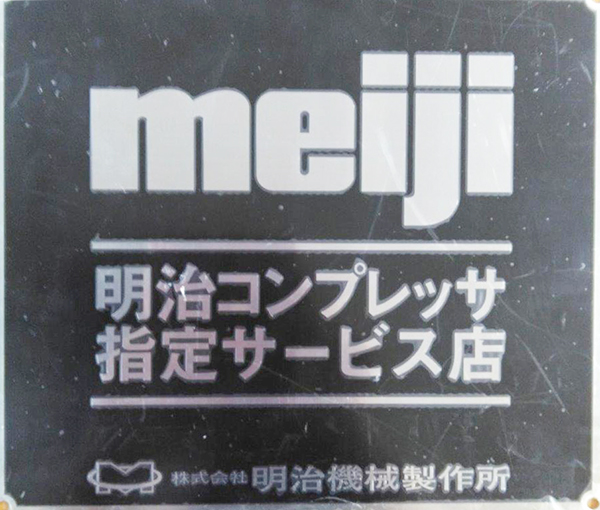 meiji
明治コンプレッサ
指定サービス店
株式会社 明治機械製作所